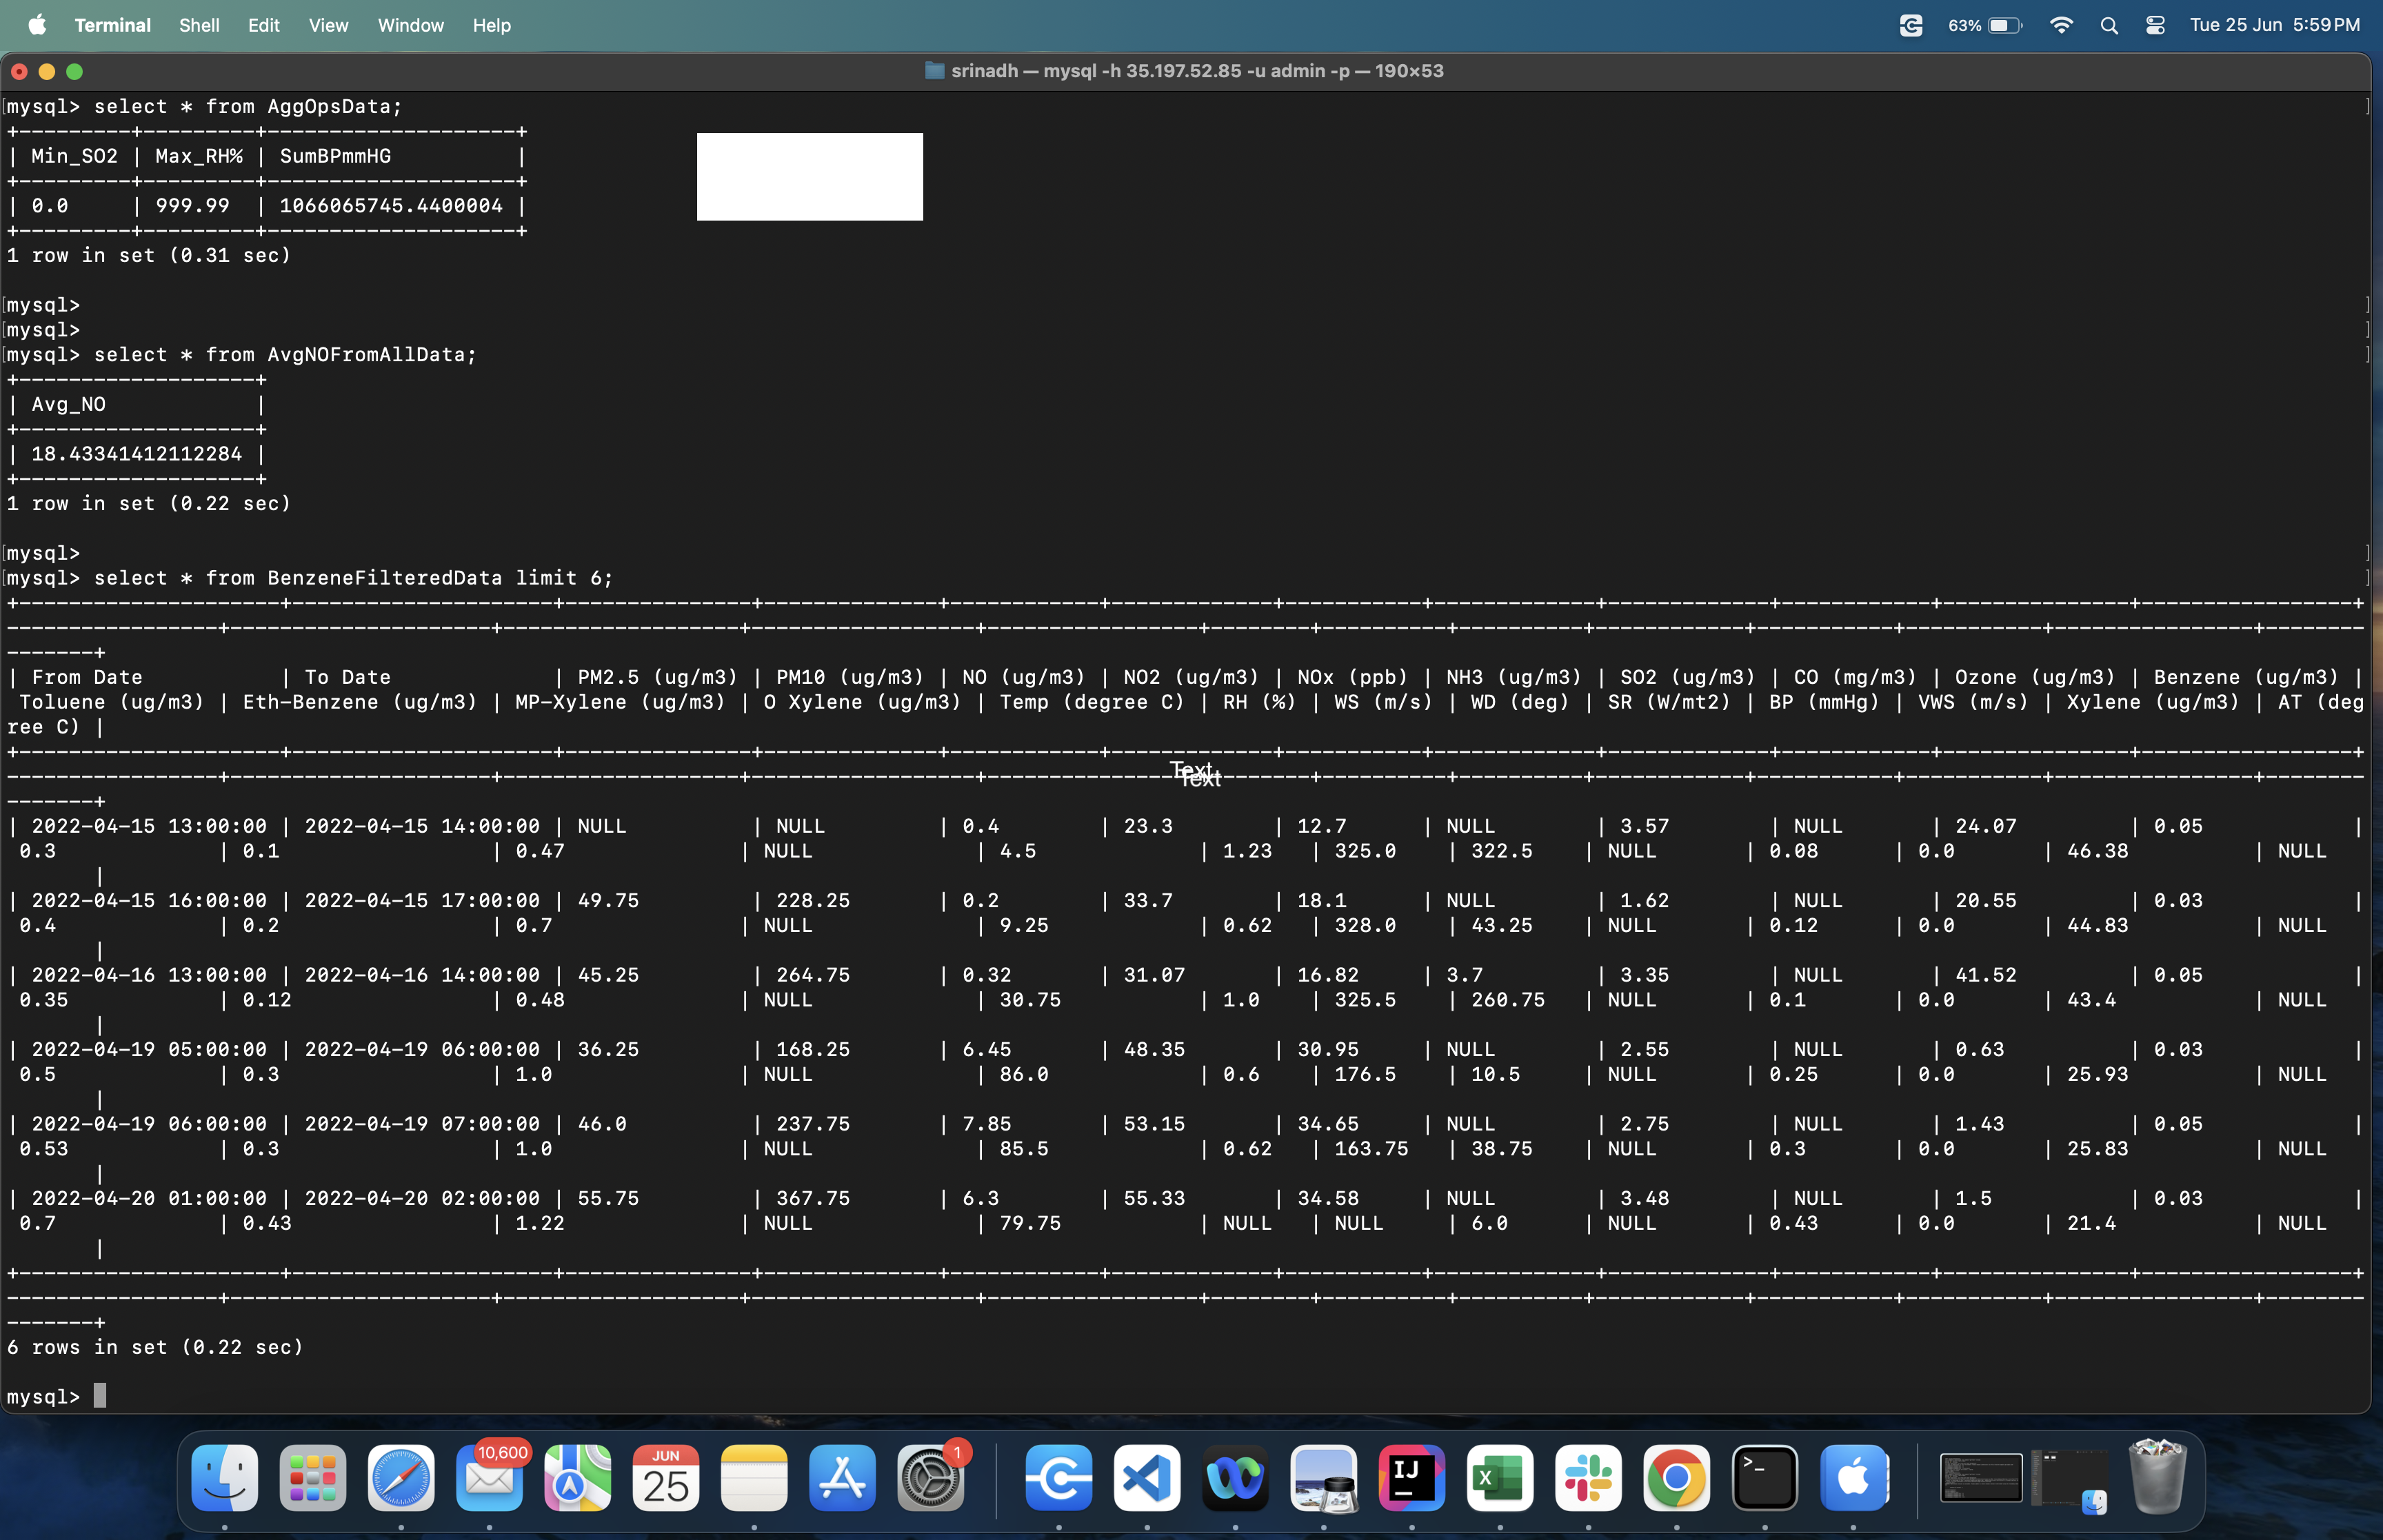 Terminal Shell Edit View Window Help 63% Tue 25 Jun 5:59 PM
srinadh — mysql -h 35.197.52.85 -u admin -p — 190×53
[mysql> select * from AggOpsData; ]
+---------+---------+--------------------+
| Min_SO2 | Max_RH% | SumBPmmHG          |
+---------+---------+--------------------+
| 0.0     | 999.99  | 1066065745.4400004 |
+---------+---------+--------------------+
1 row in set (0.31 sec)
[mysql> ]
[mysql> ]
[mysql> select * from AvgNOFromAllData; ]
+-------------------+
| Avg_NO            |
+-------------------+
| 18.43341412112284 |
+-------------------+
1 row in set (0.22 sec)
[mysql> ]
[mysql> select * from BenzeneFilteredData limit 6; ]
+---------------------+---------------------+---------------+--------------+------------+-------------+-----------+-------------+-------------+------------+---------------+-----------------+
-----------------+---------------------+-------------------+------------------+-----------------+--------+----------+----------+------------+-----------+-----------+----------------+--------
-------+
| From Date | To Date | PM2.5 (ug/m3) | PM10 (ug/m3) | NO (ug/m3) | NO2 (ug/m3) | NOx (ppb) | NH3 (ug/m3) | SO2 (ug/m3) | CO (mg/m3) | Ozone (ug/m3) | Benzene (ug/m3) |
Toluene (ug/m3) | Eth-Benzene (ug/m3) | MP-Xylene (ug/m3) | O Xylene (ug/m3) | Temp (degree C) | RH (%) | WS (m/s) | WD (deg) | SR (W/mt2) | BP (mmHg) | VWS (m/s) | Xylene (ug/m3) | AT (deg
ree C) |
+---------------------+---------------------+---------------+--------------+------------+-------------+-----------+-------------+-------------+------------+---------------+-----------------+
Text
Text
-----------------+---------------------+-------------------+------------------+-----------------+--------+----------+----------+------------+-----------+-----------+----------------+--------
-------+
| 2022-04-15 13:00:00 | 2022-04-15 14:00:00 | NULL | NULL | 0.4 | 23.3 | 12.7 | NULL | 3.57 | NULL | 24.07 | 0.05 |
0.3 | 0.1 | 0.47 | NULL | 4.5 | 1.23 | 325.0 | 322.5 | NULL | 0.08 | 0.0 | 46.38 | NULL
|
| 2022-04-15 16:00:00 | 2022-04-15 17:00:00 | 49.75 | 228.25 | 0.2 | 33.7 | 18.1 | NULL | 1.62 | NULL | 20.55 | 0.03 |
0.4 | 0.2 | 0.7 | NULL | 9.25 | 0.62 | 328.0 | 43.25 | NULL | 0.12 | 0.0 | 44.83 | NULL
|
| 2022-04-16 13:00:00 | 2022-04-16 14:00:00 | 45.25 | 264.75 | 0.32 | 31.07 | 16.82 | 3.7 | 3.35 | NULL | 41.52 | 0.05 |
0.35 | 0.12 | 0.48 | NULL | 30.75 | 1.0 | 325.5 | 260.75 | NULL | 0.1 | 0.0 | 43.4 | NULL
|
| 2022-04-19 05:00:00 | 2022-04-19 06:00:00 | 36.25 | 168.25 | 6.45 | 48.35 | 30.95 | NULL | 2.55 | NULL | 0.63 | 0.03 |
0.5 | 0.3 | 1.0 | NULL | 86.0 | 0.6 | 176.5 | 10.5 | NULL | 0.25 | 0.0 | 25.93 | NULL
|
| 2022-04-19 06:00:00 | 2022-04-19 07:00:00 | 46.0 | 237.75 | 7.85 | 53.15 | 34.65 | NULL | 2.75 | NULL | 1.43 | 0.05 |
0.53 | 0.3 | 1.0 | NULL | 85.5 | 0.62 | 163.75 | 38.75 | NULL | 0.3 | 0.0 | 25.83 | NULL
|
| 2022-04-20 01:00:00 | 2022-04-20 02:00:00 | 55.75 | 367.75 | 6.3 | 55.33 | 34.58 | NULL | 3.48 | NULL | 1.5 | 0.03 |
0.7 | 0.43 | 1.22 | NULL | 79.75 | NULL | NULL | 6.0 | NULL | 0.43 | 0.0 | 21.4 | NULL
|
+---------------------+---------------------+---------------+--------------+------------+-------------+-----------+-------------+-------------+------------+---------------+-----------------+
-----------------+---------------------+-------------------+------------------+-----------------+--------+----------+----------+------------+-----------+-----------+----------------+--------
-------+
6 rows in set (0.22 sec)
mysql>
10,600 JUN 1 IJ X >_
25